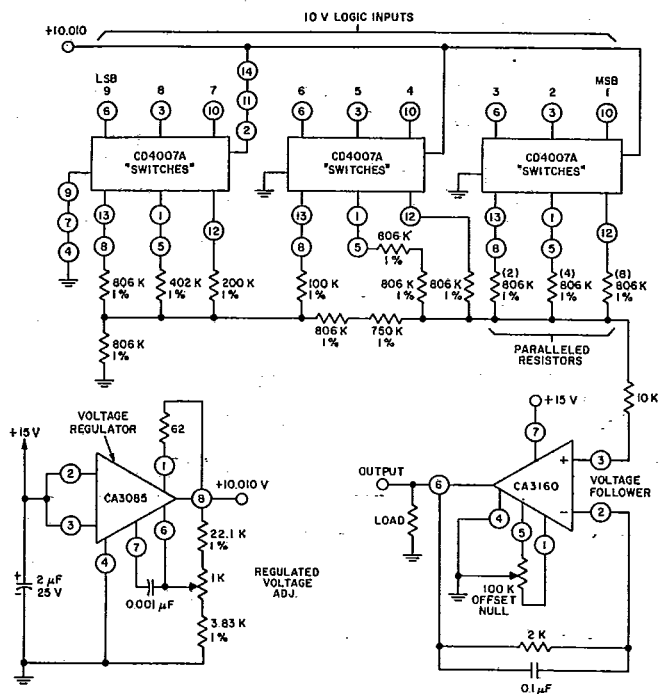 10 V LOGIC INPUTS
+10.010
LSB
9 8 7
6 5 4
MSB
3 2 1
6 3 10
14
11
2
6 3 10
6 3 10
CD4007A
"SWITCHES"
CD4007A
"SWITCHES"
CD4007A
"SWITCHES"
9
7
4
13 1 12
8 5
13 1 12
8 5
13 1 12
8 5
806 K
1%
806 K
1%
402 K
1%
200 K
1%
100 K
1%
806 K
1%
806 K
1%
(2)
806 K
1%
(4)
806 K
1%
(8)
806 K
1%
806 K
1%
750 K
1%
806 K
1%
PARALLELED
RESISTORS
10 K
VOLTAGE
REGULATOR
+15 V
62
2
3
CA3085
1
8
+10.010 V
4
7
6
22.1 K
1%
1 K
REGULATED
VOLTAGE
ADJ.
0.001 µF
3.83 K
1%
+
-
2 µF
25 V
+15 V
7
OUTPUT
6
CA3160
+
3
VOLTAGE
FOLLOWER
−
2
LOAD
4
5
1
100 K
OFFSET
NULL
2 K
0.1 µF